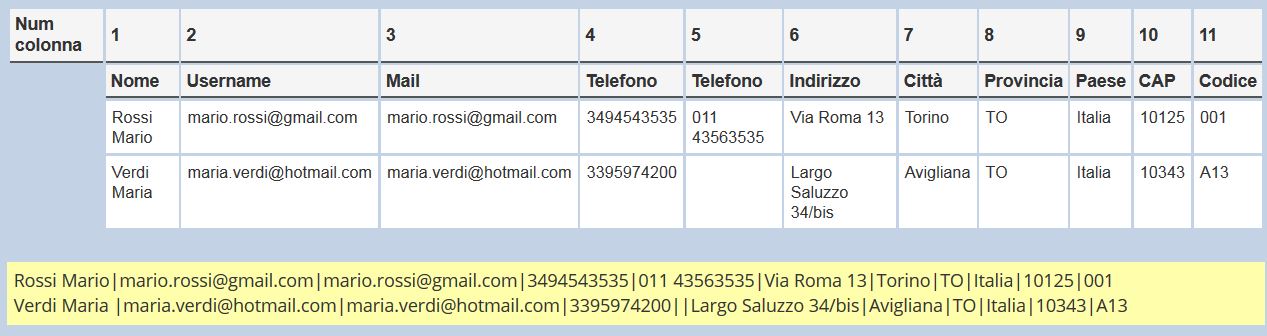 Num colonna 1 2 3 4 5 6 7 8 9 10 11
Nome Username Mail Telefono Telefono Indirizzo Città Provincia Paese CAP Codice
Rossi Mario mario.rossi@gmail.com mario.rossi@gmail.com 3494543535 011 43563535 Via Roma 13 Torino TO Italia 10125 001
Verdi Maria maria.verdi@hotmail.com maria.verdi@hotmail.com 3395974200 Largo Saluzzo 34/bis Avigliana TO Italia 10343 A13
Rossi Mario|mario.rossi@gmail.com|mario.rossi@gmail.com|3494543535|011 43563535|Via Roma 13|Torino|TO|Italia|10125|001
Verdi Maria |maria.verdi@hotmail.com|maria.verdi@hotmail.com|3395974200||Largo Saluzzo 34/bis|Avigliana|TO|Italia|10343|A13